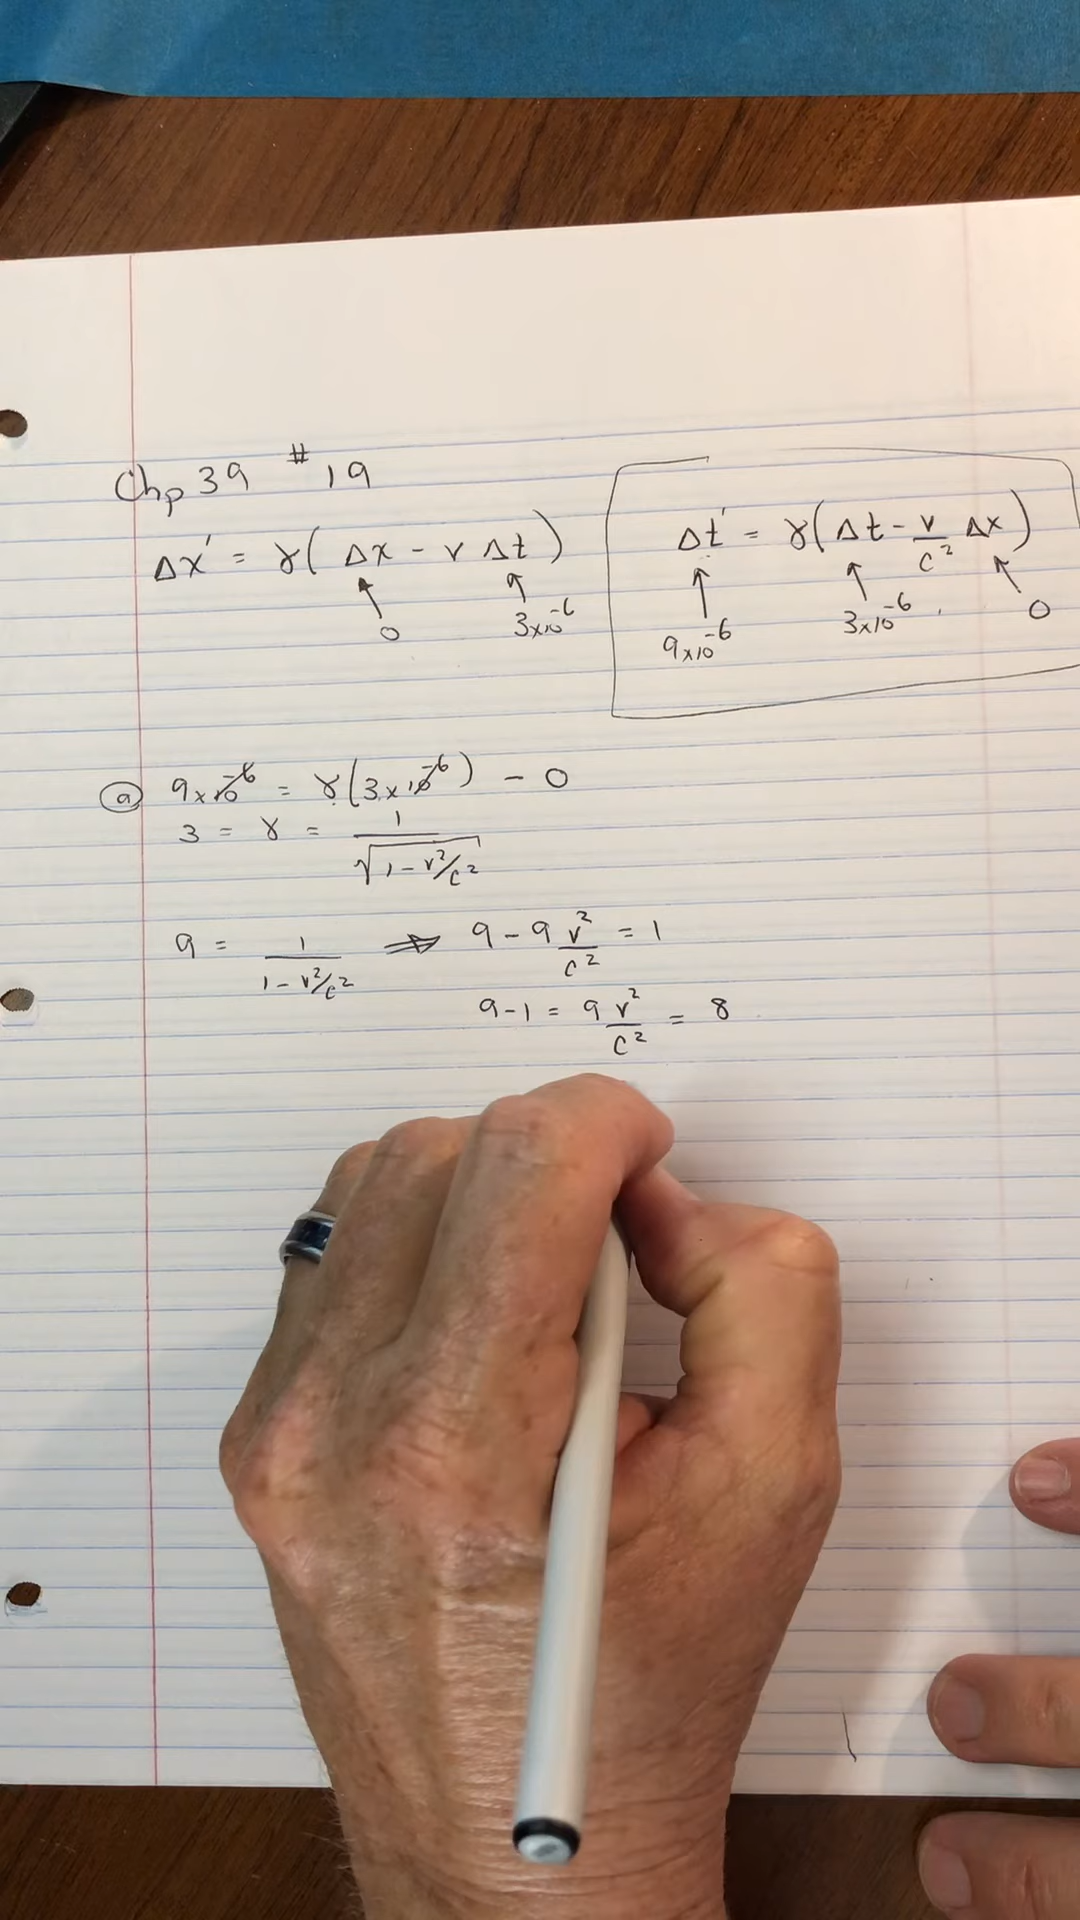 Chp 39 # 19
Δx' = γ( Δx - v Δt )
0
3x10⁻⁶
Δt' = γ(Δt - v/c² Δx)
9x10⁻⁶
3x10⁻⁶
0
ⓐ 9x10⁻⁶ = γ(3x10⁻⁶) - 0
3 = γ = 1/√(1-v²/c²)
9 = 1/(1-v²/c²) ⇒ 9 - 9 v²/c² = 1
9-1 = 9 v²/c² = 8